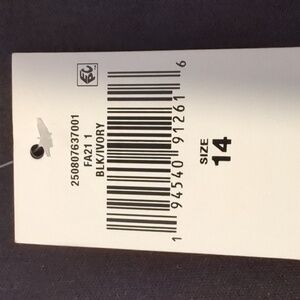 250807637001
FA21 1
BLK/IVORY
1 94540 91261 6
SIZE
14